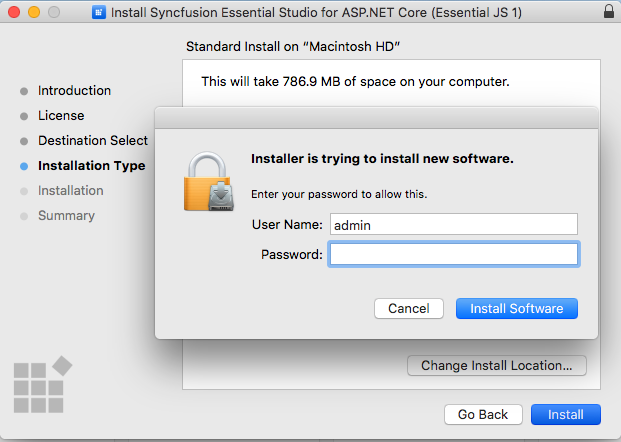 Install Syncfusion Essential Studio for ASP.NET Core (Essential JS 1)
Standard Install on “Macintosh HD”
Introduction
License
Destination Select
Installation Type
Installation
Summary
This will take 786.9 MB of space on your computer.
Installer is trying to install new software.
Enter your password to allow this.
User Name: admin
Password:
Cancel Install Software
Change Install Location...
Go Back Install